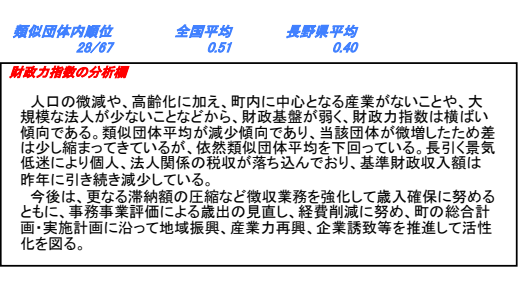 類似団体内順位 全国平均 長野県平均
28/67 0.51 0.40
財政力指数の分析欄
人口の微減や、高齢化に加え、町内に中心となる産業がないことや、大
規模な法人が少ないことなどから、財政基盤が弱く、財政力指数は横ばい
傾向である。類似団体平均が減少傾向であり、当該団体が微増したため差
は少し縮まってきているが、依然類似団体平均を下回っている。長引く景気
低迷により個人、法人関係の税収が落ち込んでおり、基準財政収入額は
昨年に引き続き減少している。
今後は、更なる滞納額の圧縮など徴収業務を強化して歳入確保に努める
ともに、事務事業評価による歳出の見直し、経費削減に努め、町の総合計
画・実施計画に沿って地域振興、産業力再興、企業誘致等を推進して活性
化を図る。